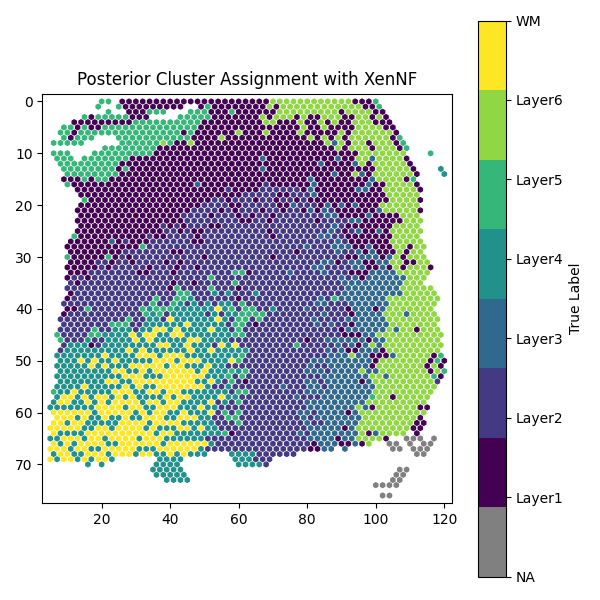 Posterior Cluster Assignment with XenNF
0
10
20
30
40
50
60
70
20
40
60
80
100
120
WM
Layer6
Layer5
Layer4
Layer3
Layer2
Layer1
NA
True Label